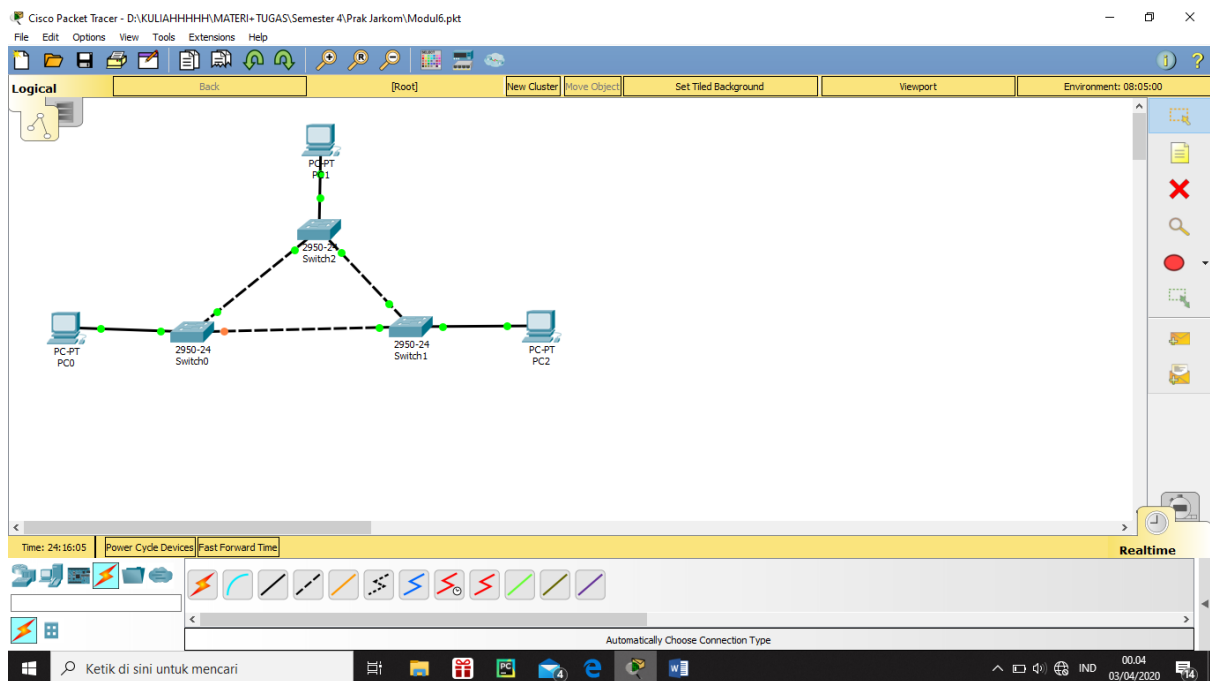 Cisco Packet Tracer - D:\KULIAHHHHH\MATERI+TUGAS\Semester 4\Prak Jarkom\Modul6.pkt
File Edit Options View Tools Extensions Help
Logical Back [Root] New Cluster Move Object Set Tiled Background Viewport Environment: 08:05:00
PC-PT
PC1
2950-24
Switch2
PC-PT
PC0
2950-24
Switch0
2950-24
Switch1
PC-PT
PC2
Time: 24:16:05 Power Cycle Devices Fast Forward Time Realtime
Automatically Choose Connection Type
Ketik di sini untuk mencari
PC
4
IND
00.04
03/04/2020
14